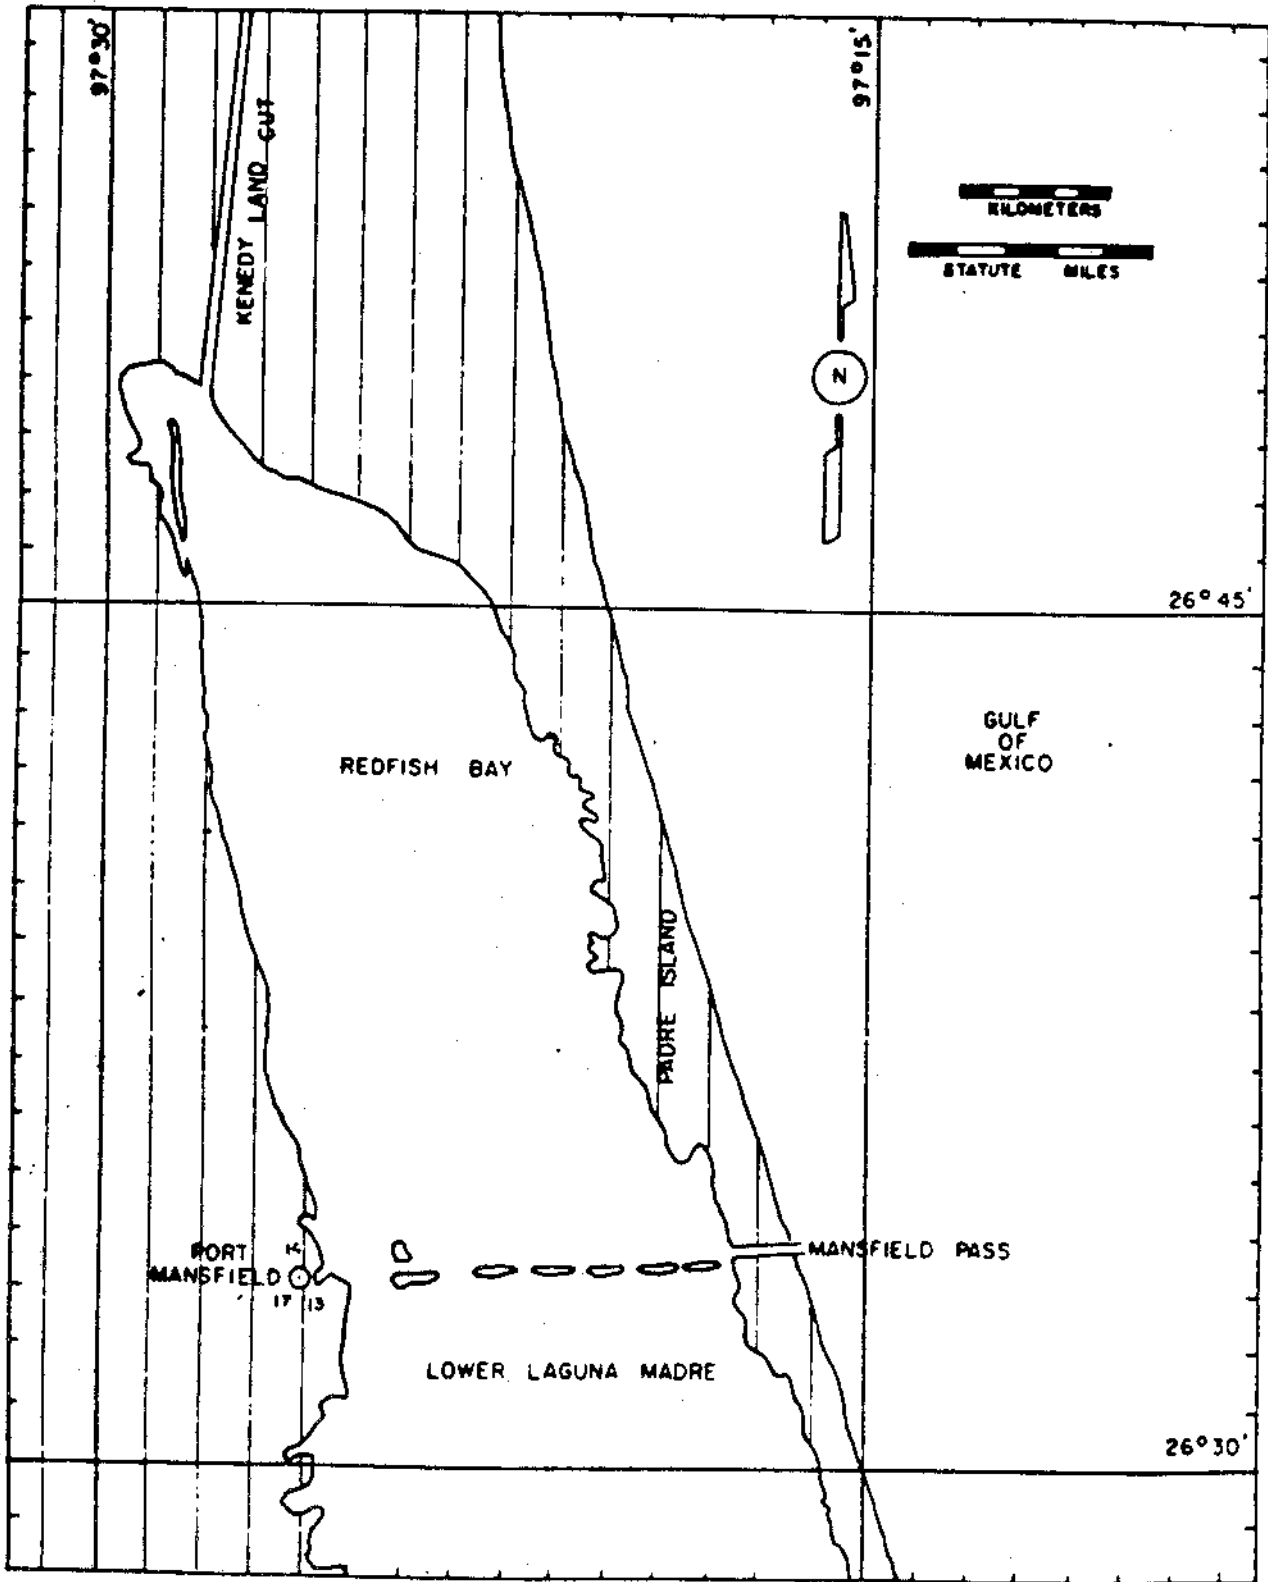 97°30'
97°15'
KENEDY LAND CUT
KILOMETERS
STATUTE MILES
N
26°45'
GULF
OF
MEXICO
REDFISH BAY
PADRE ISLAND
PORT
MANSFIELD
17 13
MANSFIELD PASS
LOWER LAGUNA MADRE
26°30'